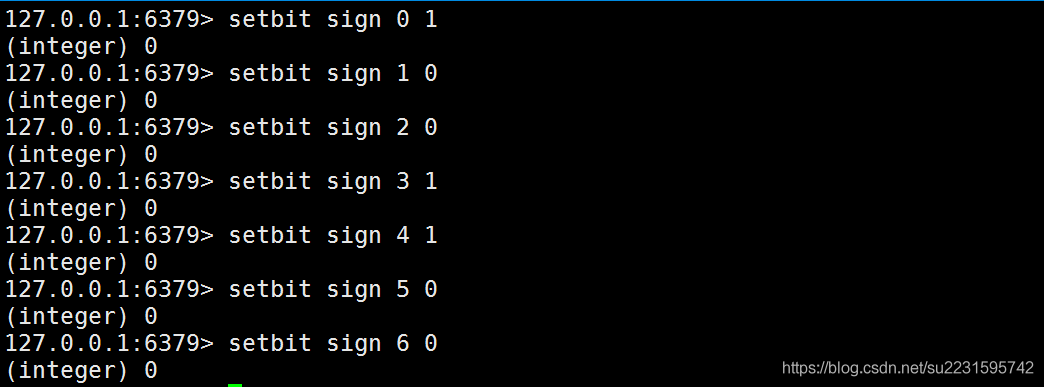 127.0.0.1:6379> setbit sign 0 1
(integer) 0
127.0.0.1:6379> setbit sign 1 0
(integer) 0
127.0.0.1:6379> setbit sign 2 0
(integer) 0
127.0.0.1:6379> setbit sign 3 1
(integer) 0
127.0.0.1:6379> setbit sign 4 1
(integer) 0
127.0.0.1:6379> setbit sign 5 0
(integer) 0
127.0.0.1:6379> setbit sign 6 0
(integer) 0
https://blog.csdn.net/su2231595742